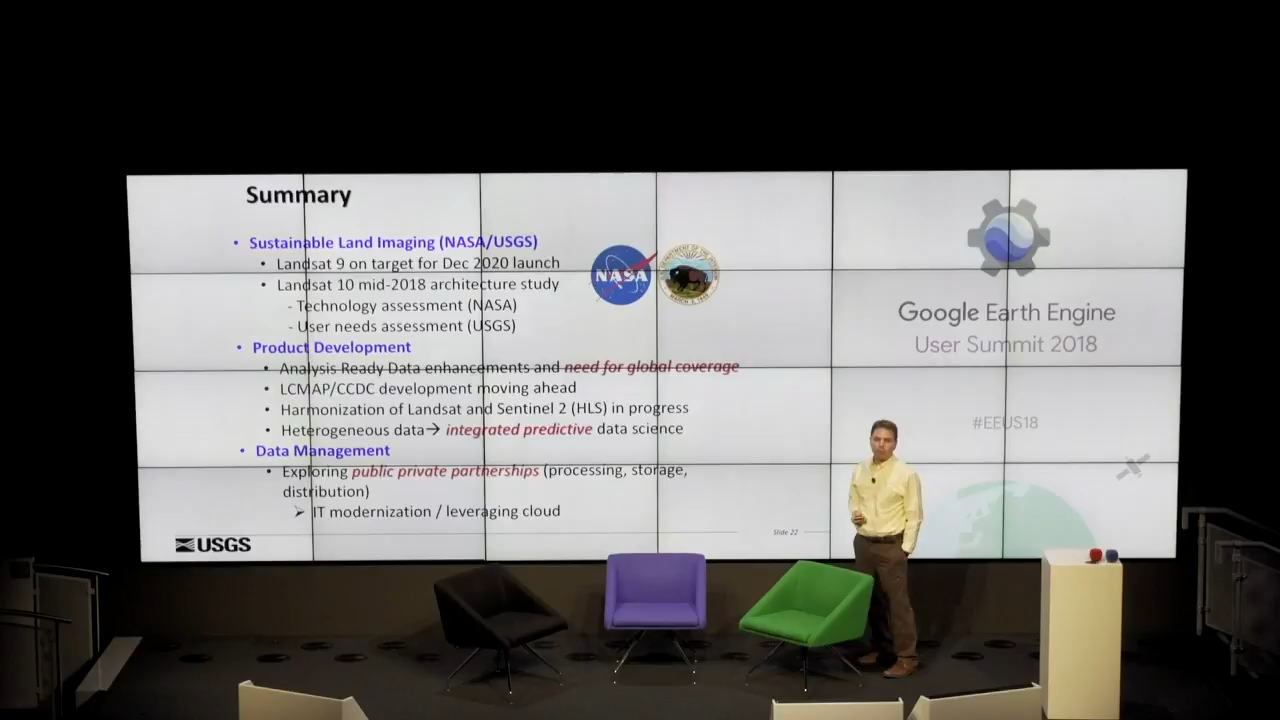 Summary
• Sustainable Land Imaging (NASA/USGS)
• Landsat 9 on target for Dec 2020 launch
• Landsat 10 mid-2018 architecture study
- Technology assessment (NASA)
- User needs assessment (USGS)
• Product Development
• Analysis Ready Data enhancements and need for global coverage
• LCMAP/CCDC development moving ahead
• Harmonization of Landsat and Sentinel 2 (HLS) in progress
• Heterogeneous data→ integrated predictive data science
• Data Management
• Exploring public private partnerships (processing, storage,
distribution)
➢ IT modernization / leveraging cloud
USGS
Slide 22
NASA
Google Earth Engine
User Summit 2018
#EEUS18